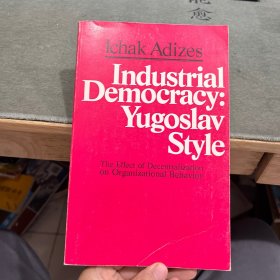 Ichak Adizes
Industrial
Democracy:
Yugoslav
Style
The Effect of Decentralization
on Organizational Behavior